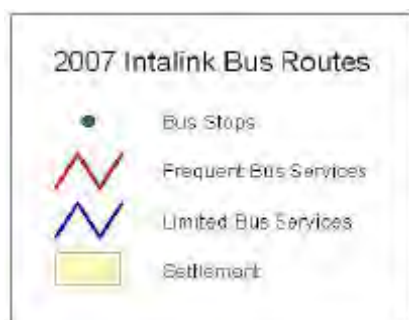 2007 Intalink Bus Routes
Bus Stops
Frequent Bus Services
Limited Bus Services
Settlement